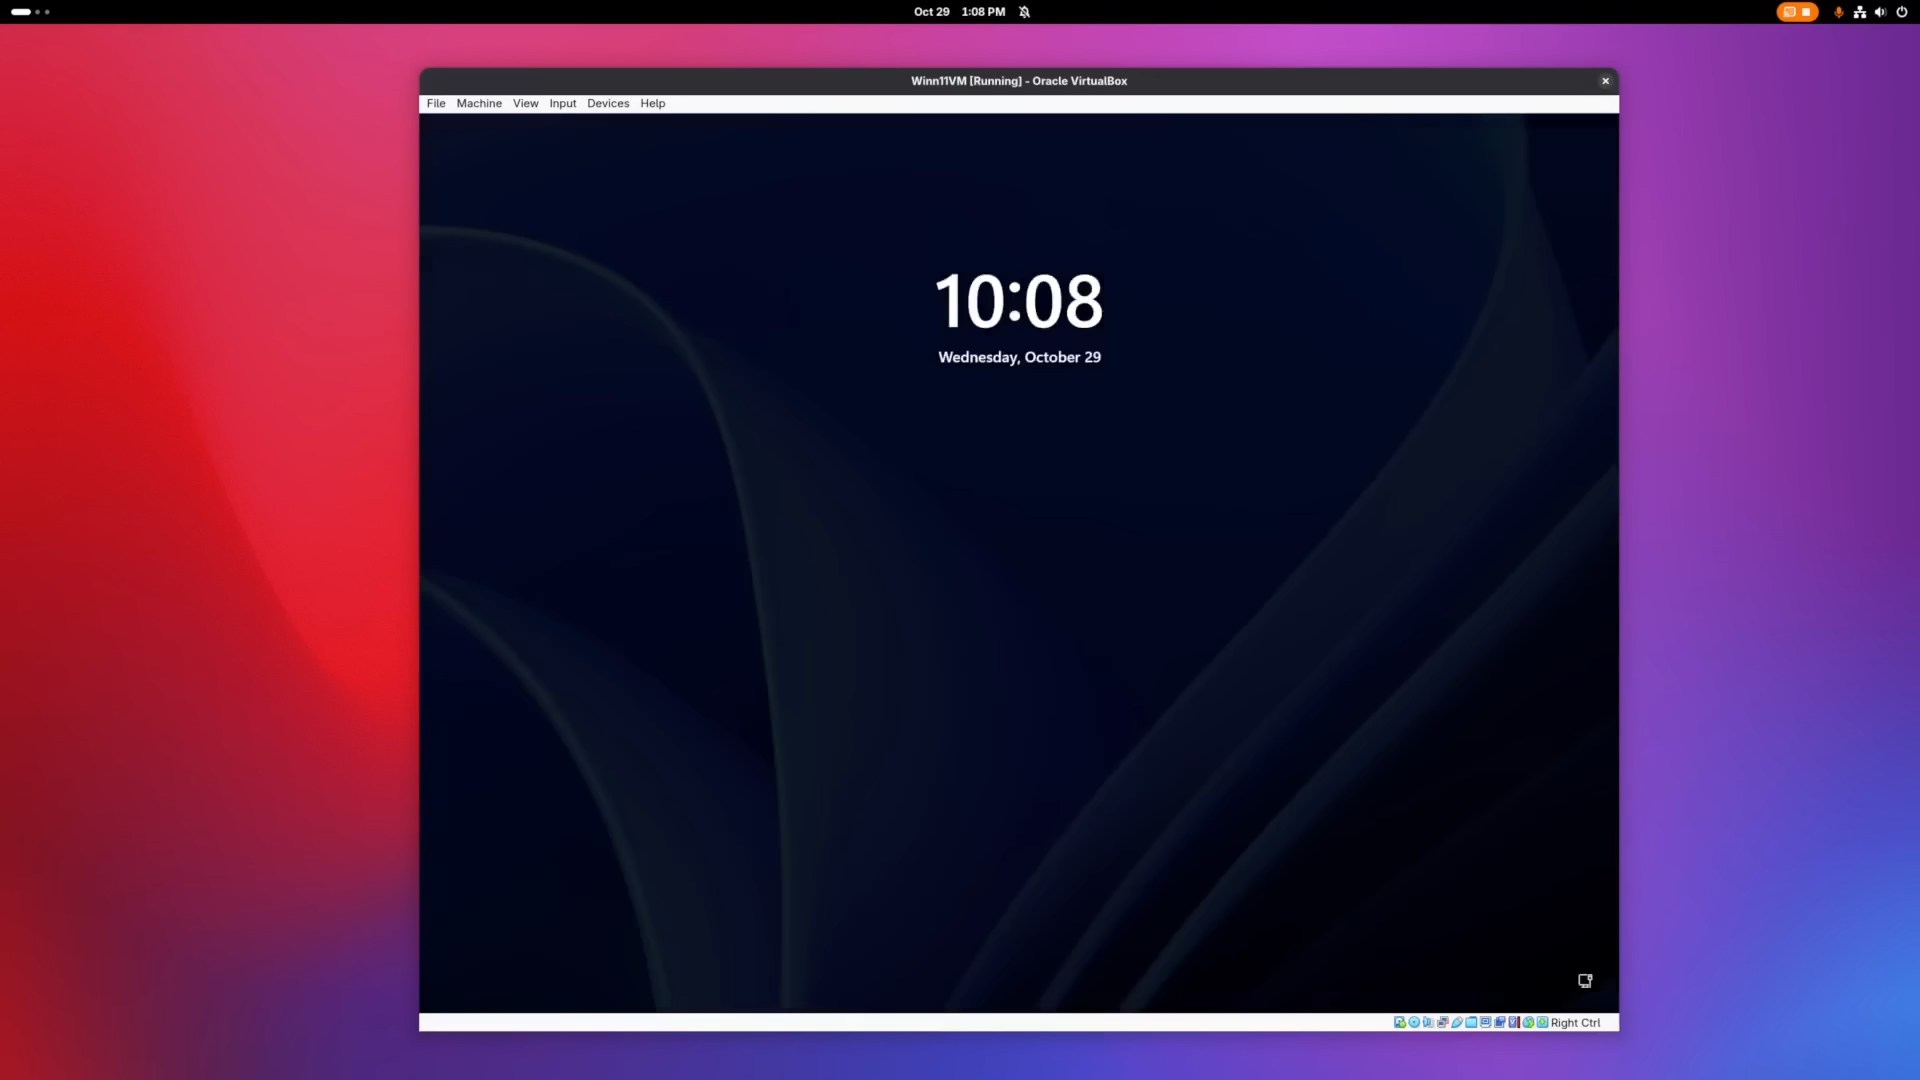 Oct 29 1:08 PM
Winn11VM [Running] - Oracle VirtualBox
File Machine View Input Devices Help
10:08
Wednesday, October 29
Right Ctrl